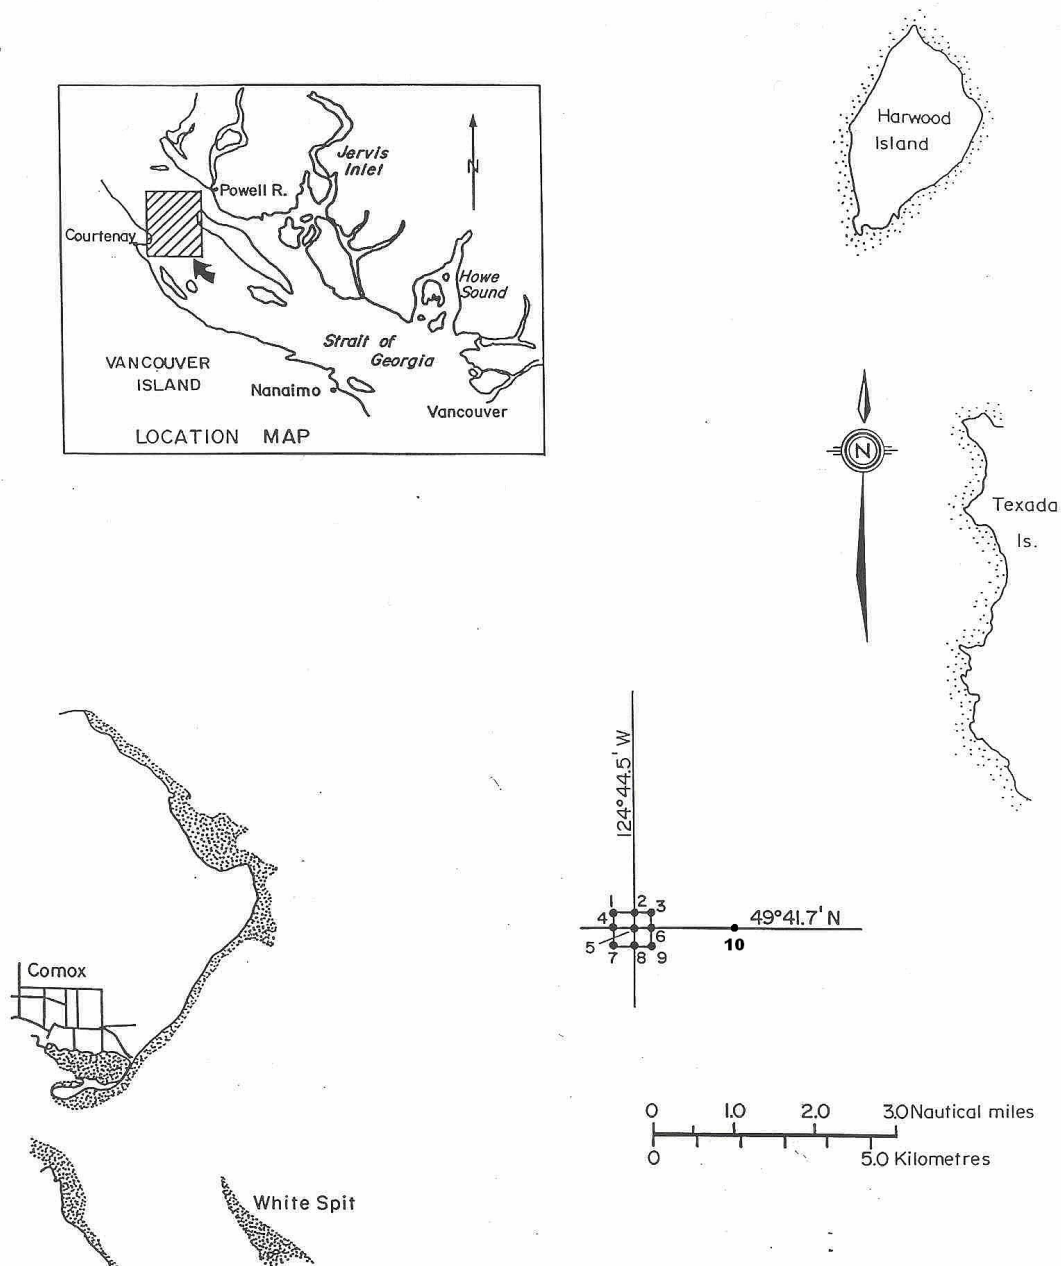 Harwood
Island
Jervis
Inlet
N
Powell R.
Courtenay
Howe
Sound
Strait of
Georgia
VANCOUVER
ISLAND
Nanaimo
Vancouver
LOCATION MAP
N
Texada
Is.
124°44.5' W
1 2 3
49°41.7' N
4
5 6
10
7 8 9
Comox
0 1.0 2.0 3.0 Nautical miles
0 5.0 Kilometres
White Spit